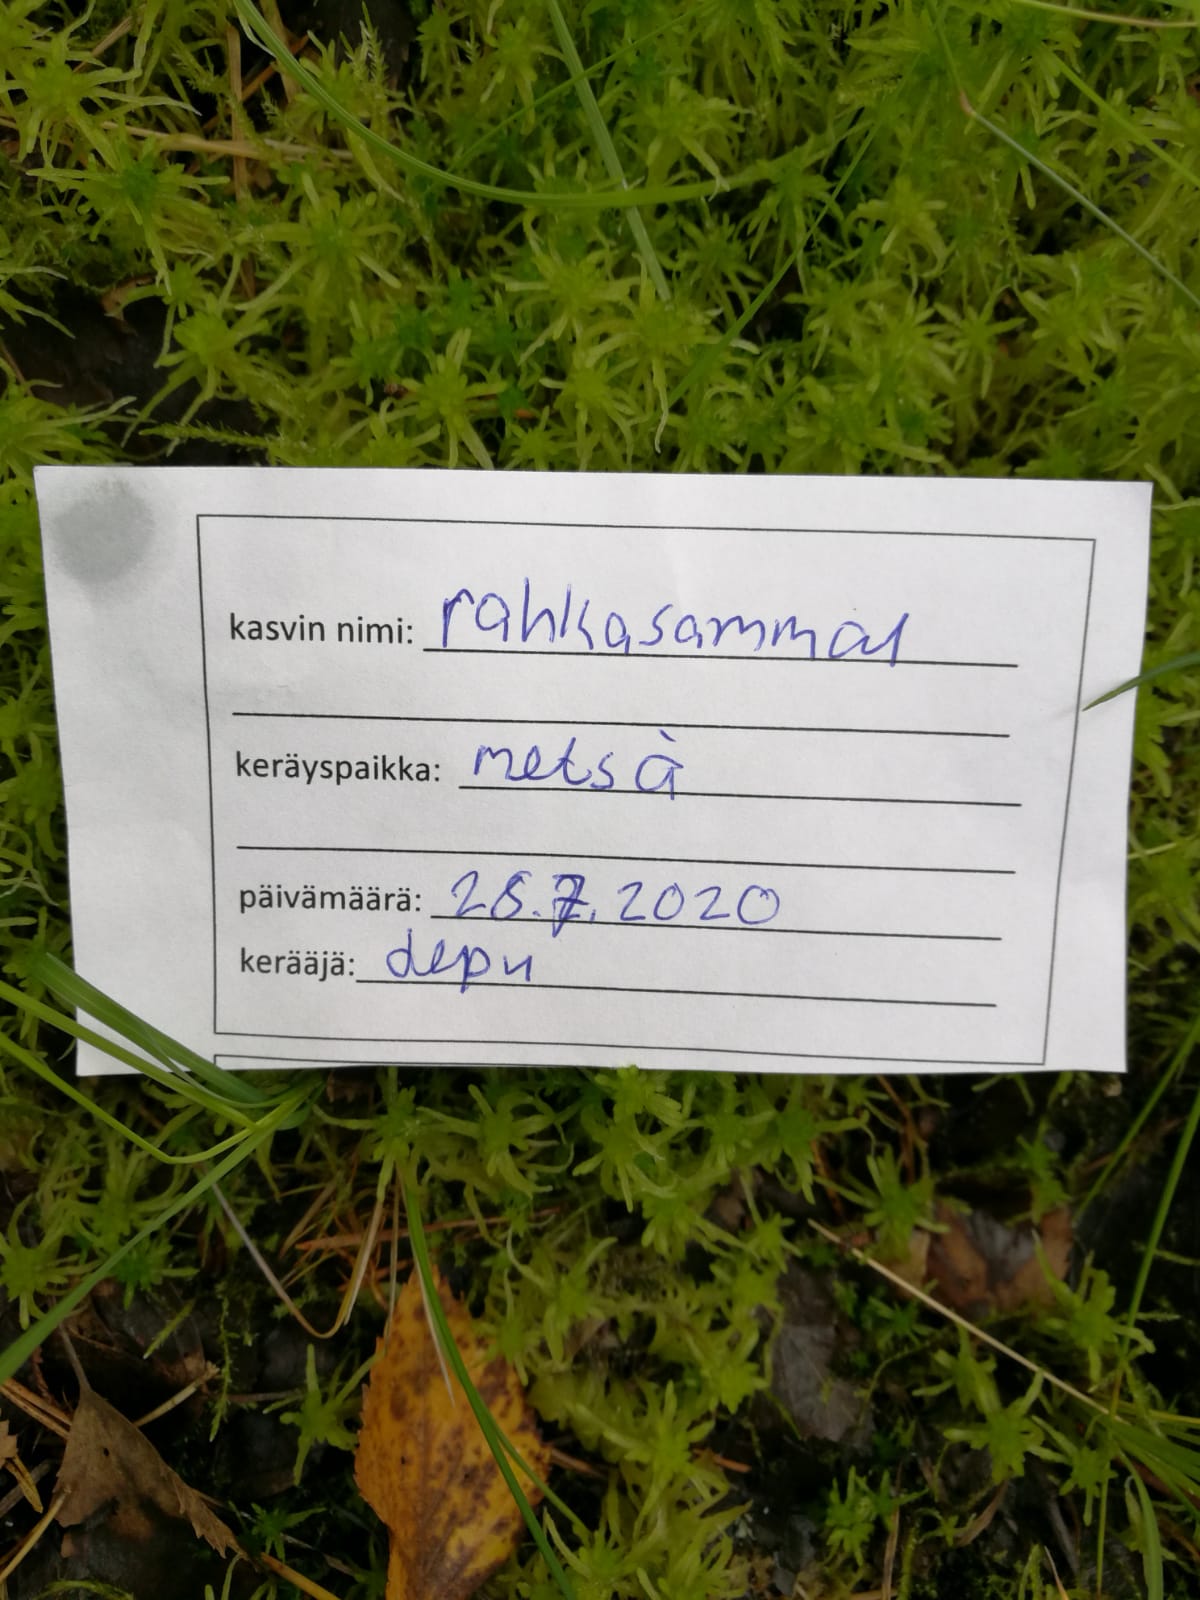 kasvin nimi: rahkasammal
keräyspaikka: metsä
päivämäärä: 28.7.2020
kerääjä: depu